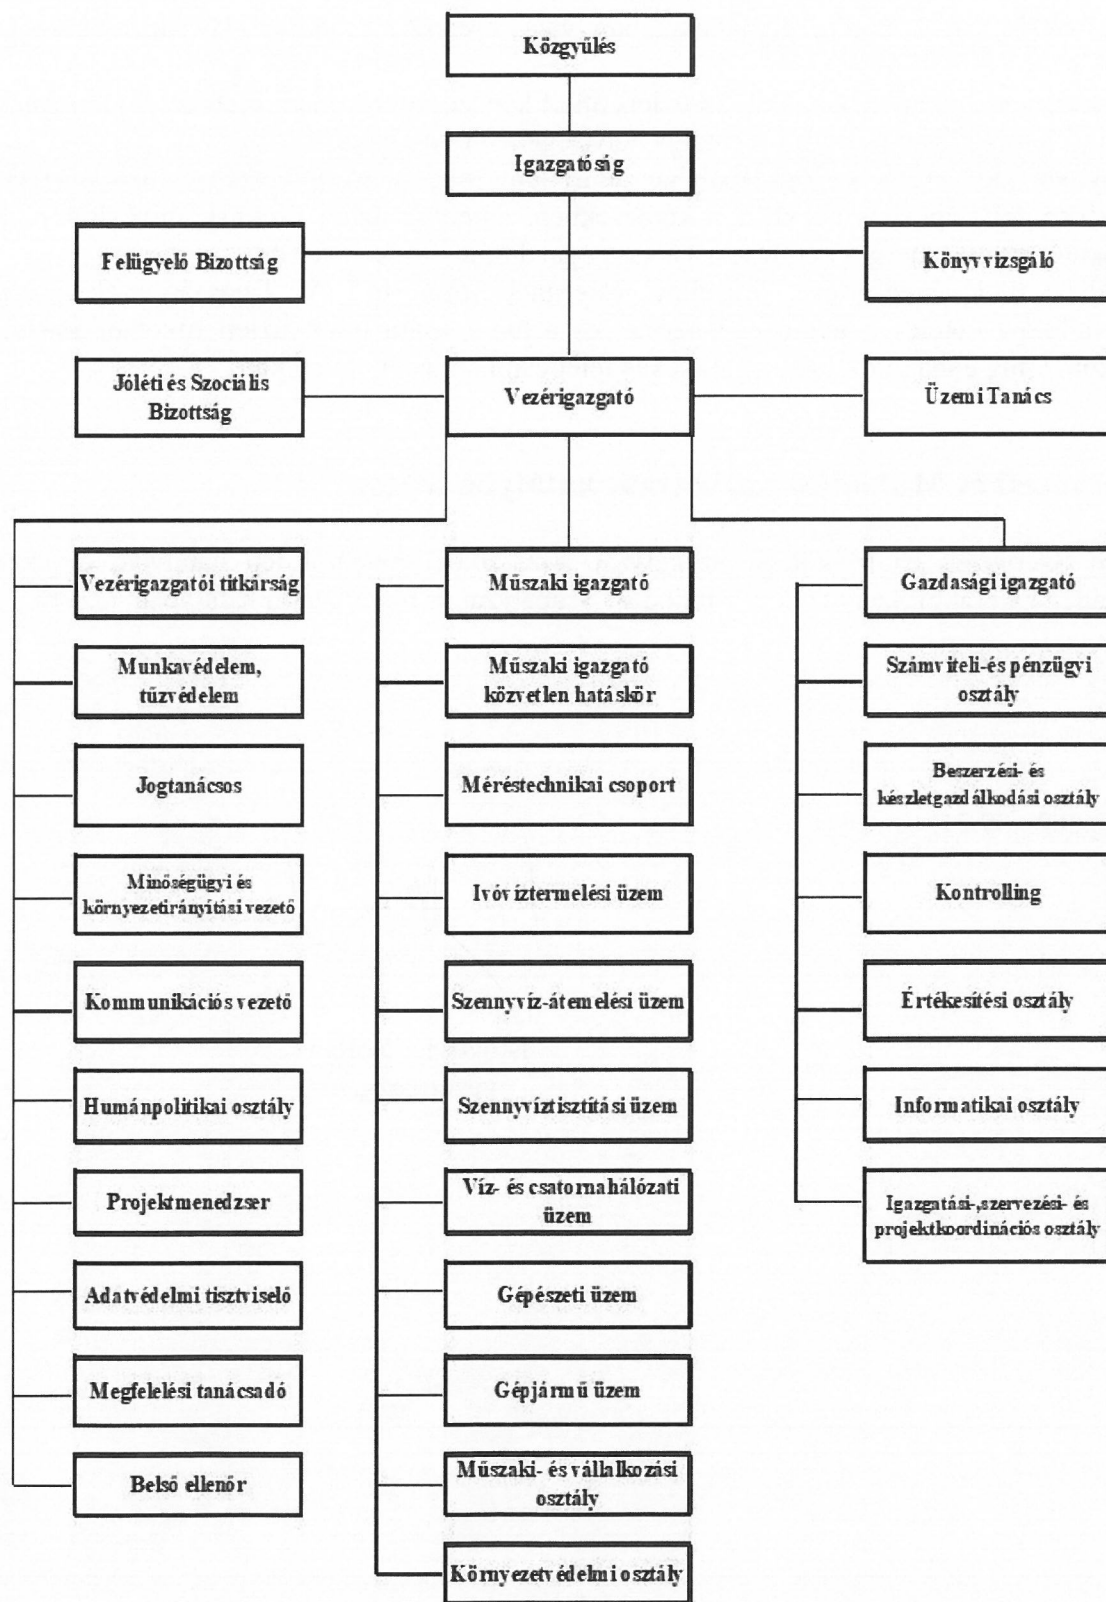 Közgyűlés
Igazgatóság
Felügyelő Bizottság
Könyvvizsgáló
Jóléti és Szociális
Bizottság
Vezérigazgató
Üzemi Tanács
Vezérigazgatói titkárság
Munkavédelem,
tűzvédelem
Jogtanácsos
Minőségügyi és
környezetirányítási vezető
Kommunikációs vezető
Humánpolitikai osztály
Projektmenedzser
Adatvédelmi tisztviselő
Megfelelési tanácsadó
Belső ellenőr
Műszaki igazgató
Műszaki igazgató
közvetlen hatáskör
Méréstechnikai csoport
Ivóvíztermelési üzem
Szennyvíz-átemelési üzem
Szennyvíztisztítási üzem
Víz- és csatornahálózati
üzem
Gépészeti üzem
Gépjármű üzem
Műszaki- és vállalkozási
osztály
Környezetvédelmi osztály
Gazdasági igazgató
Számviteli-és pénzügyi
osztály
Beszerzési- és
készletgazdálkodási osztály
Kontrolling
Értékesítési osztály
Informatikai osztály
Igazgatási-,szervezési- és
projektkoordinációs osztály